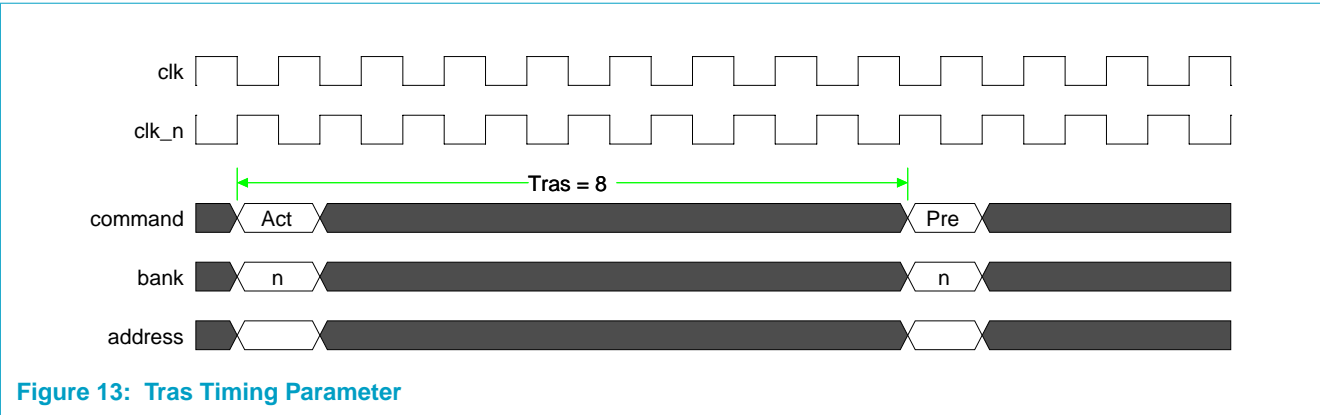 clk
clk_n
Tras = 8
command Act Pre
bank n n
address
Figure 13: Tras Timing Parameter